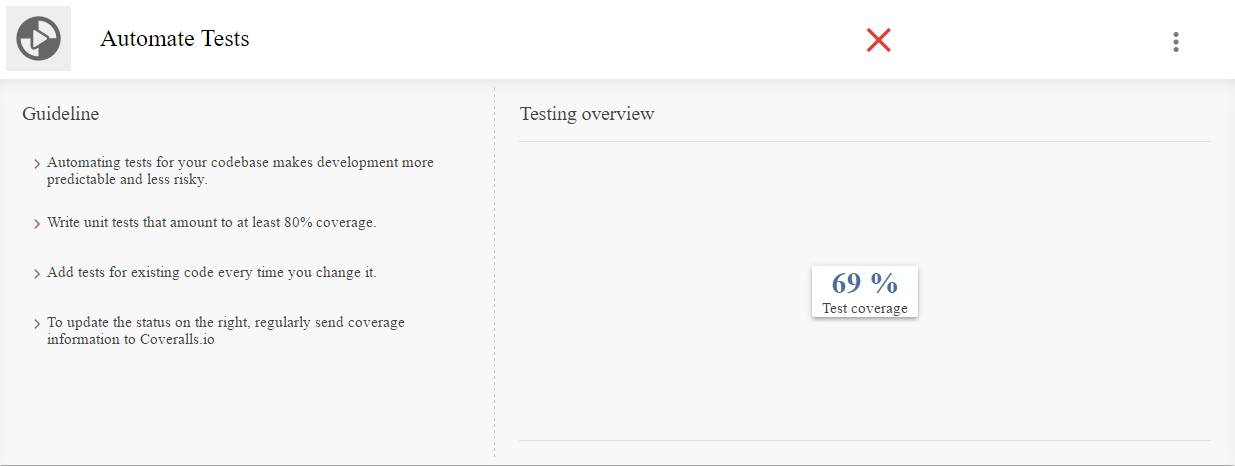 Automate Tests
Guideline
Automating tests for your codebase makes development more
predictable and less risky.
Write unit tests that amount to at least 80% coverage.
Add tests for existing code every time you change it.
To update the status on the right, regularly send coverage
information to Coveralls.io
Testing overview
69 %
Test coverage